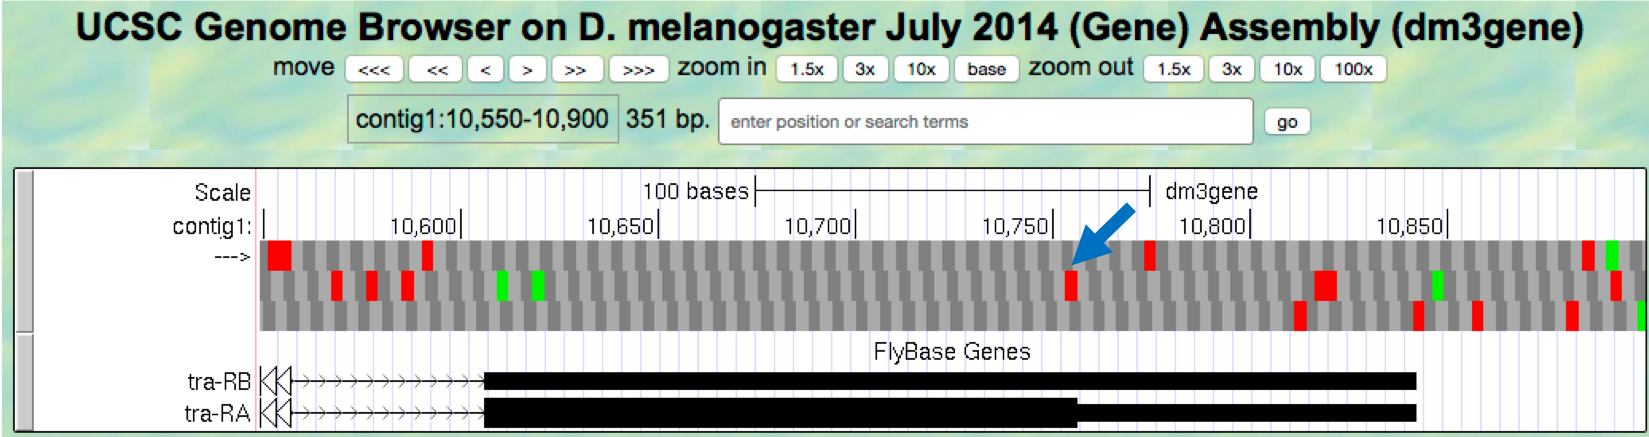 UCSC Genome Browser on D. melanogaster July 2014 (Gene) Assembly (dm3gene)
move <<< << < > >> >>> zoom in 1.5x 3x 10x base zoom out 1.5x 3x 10x 100x
contig1:10,550-10,900 351 bp. enter position or search terms go
Scale 100 bases dm3gene
contig1: 10,600 10,650 10,700 10,750 10,800 10,850
--->
FlyBase Genes
tra-RB
tra-RA